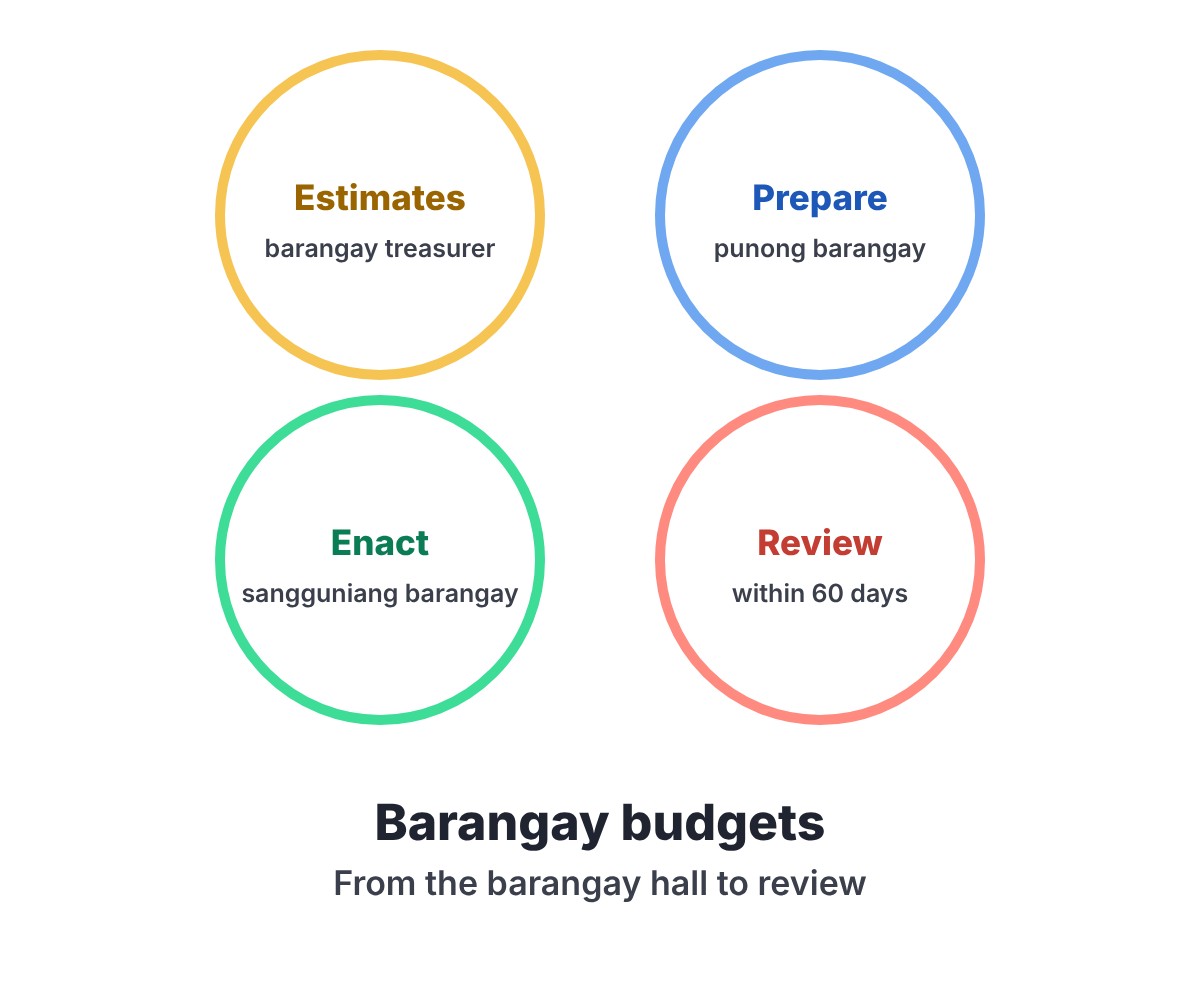 Estimates
barangay treasurer
Prepare
punong barangay
Enact
sangguniang barangay
Review
within 60 days
Barangay budgets
From the barangay hall to review